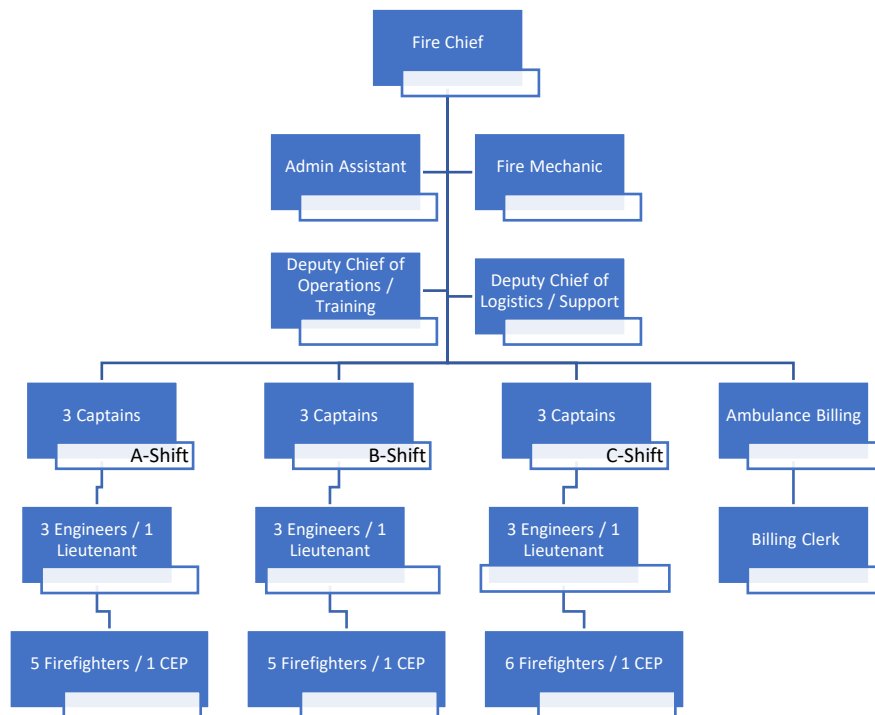 Fire Chief
Admin Assistant
Fire Mechanic
Deputy Chief of
Operations /
Training
Deputy Chief of
Logistics / Support
3 Captains
A-Shift
3 Captains
B-Shift
3 Captains
C-Shift
Ambulance Billing
3 Engineers / 1
Lieutenant
3 Engineers / 1
Lieutenant
3 Engineers / 1
Lieutenant
Billing Clerk
5 Firefighters / 1 CEP
5 Firefighters / 1 CEP
6 Firefighters / 1 CEP